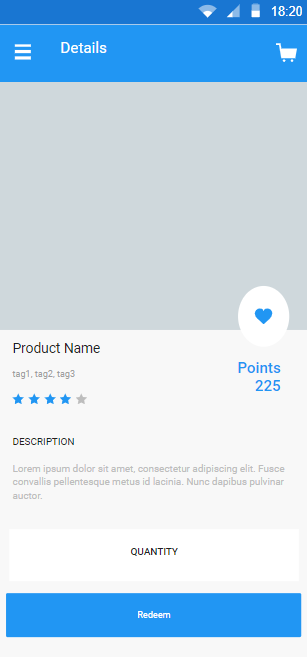 18:20
Details
Product Name
Points
225
tag1, tag2, tag3
DESCRIPTION
Lorem ipsum dolor sit amet, consectetur adipiscing elit. Fusce
convallis pellentesque metus id lacinia. Nunc dapibus pulvinar
auctor.
QUANTITY
Redeem